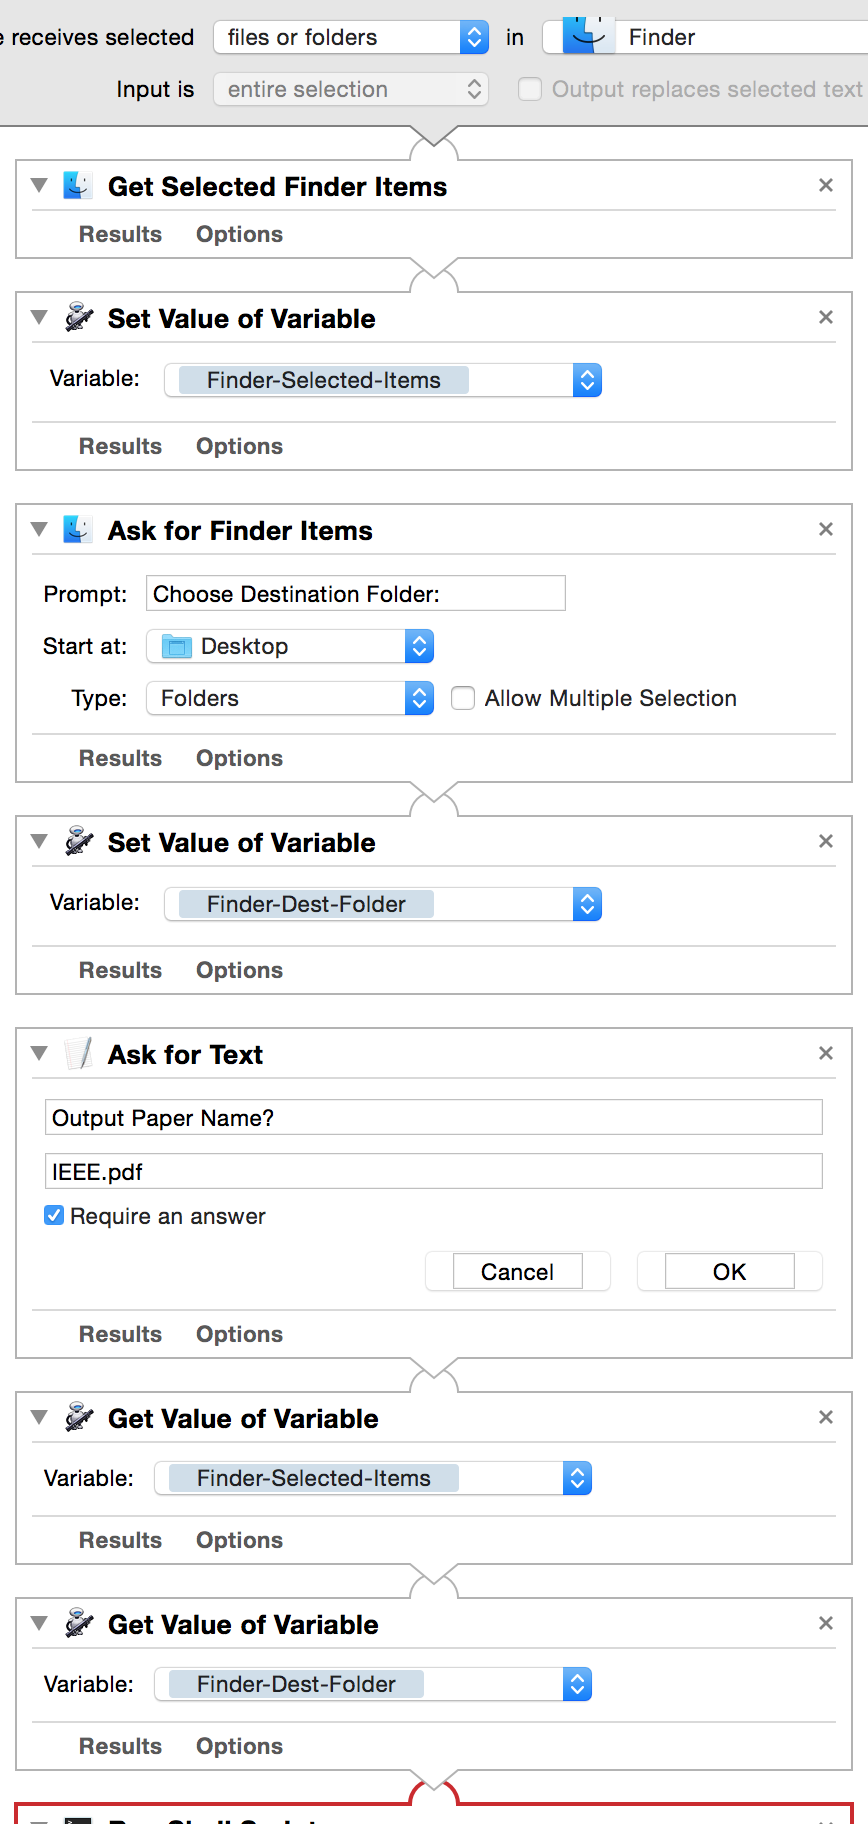 e receives selected files or folders in Finder
Input is entire selection Output replaces selected text
Get Selected Finder Items
Results Options
Set Value of Variable
Variable: Finder-Selected-Items
Results Options
Ask for Finder Items
Prompt: Choose Destination Folder:
Start at: Desktop
Type: Folders Allow Multiple Selection
Results Options
Set Value of Variable
Variable: Finder-Dest-Folder
Results Options
Ask for Text
Output Paper Name?
IEEE.pdf
Require an answer
Cancel OK
Results Options
Get Value of Variable
Variable: Finder-Selected-Items
Results Options
Get Value of Variable
Variable: Finder-Dest-Folder
Results Options
Run Shell Script